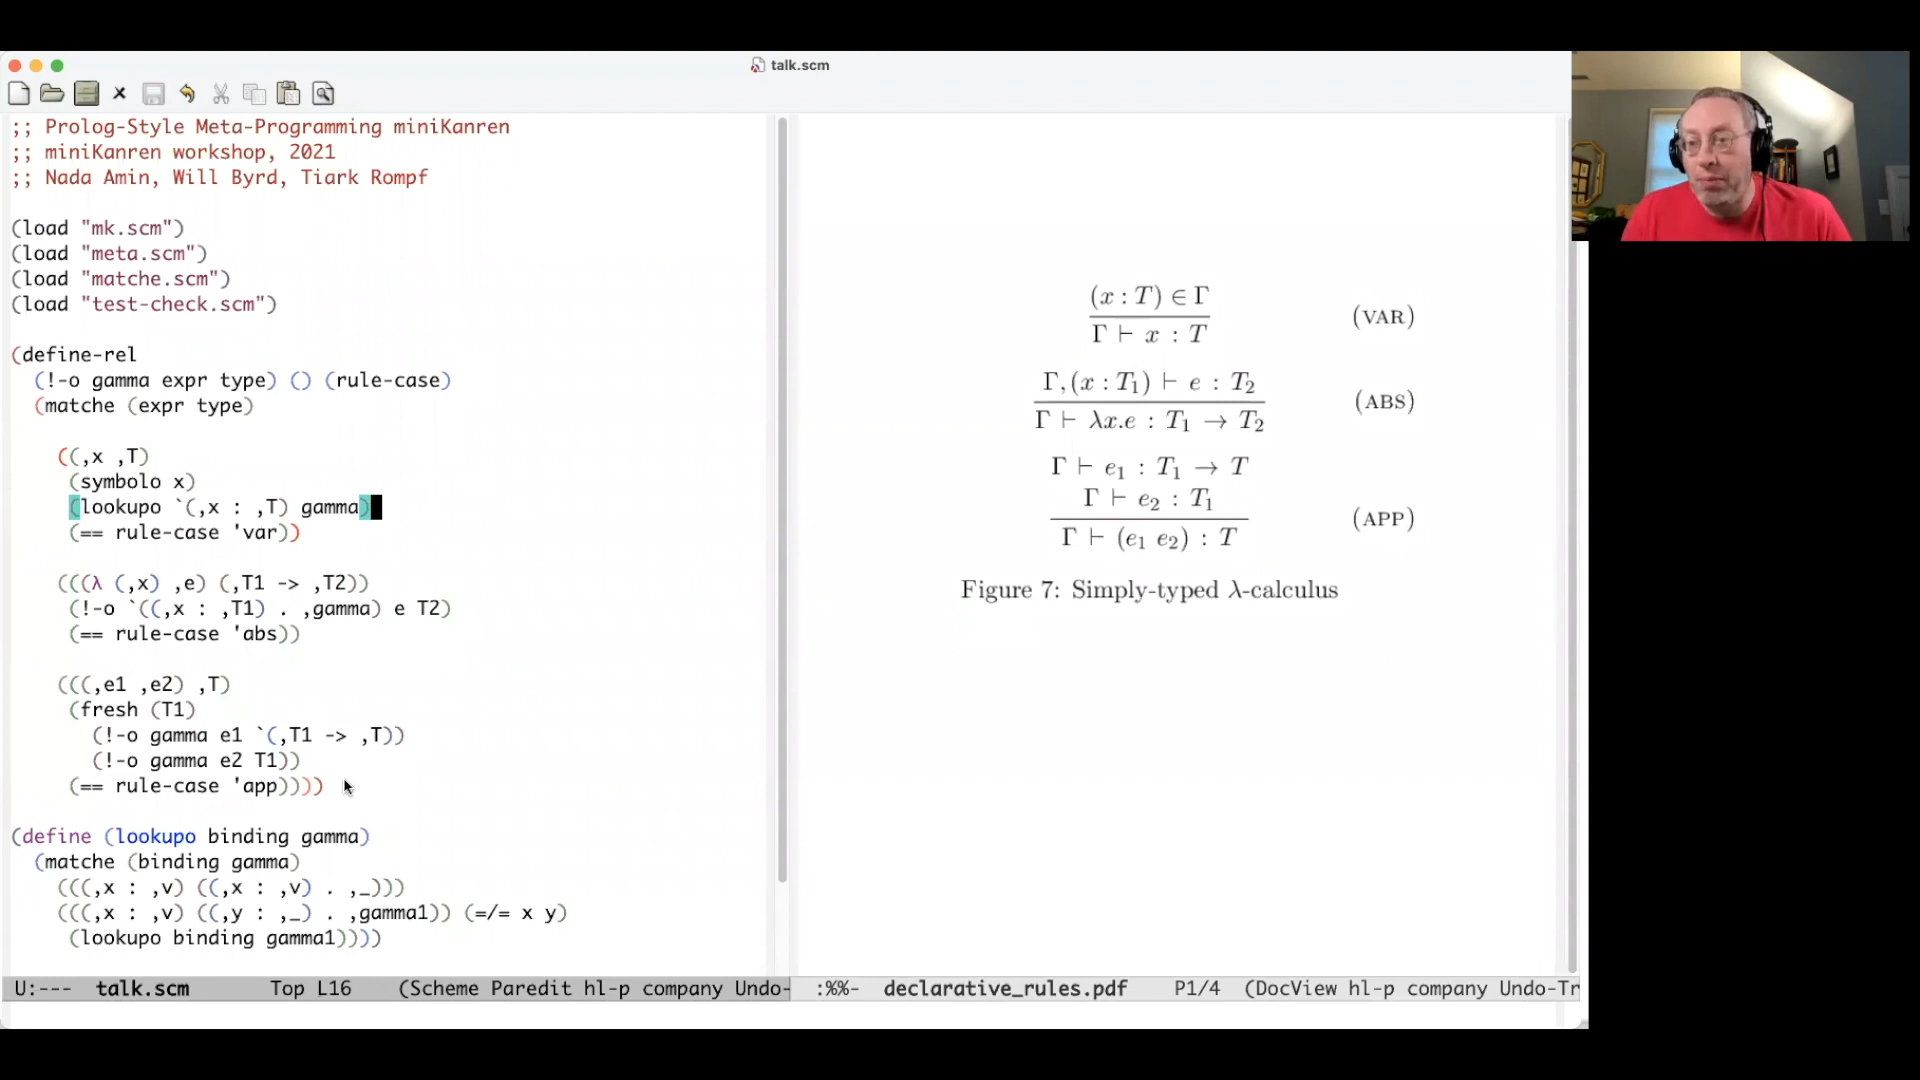 talk.scm
;; Prolog-Style Meta-Programming miniKanren
;; miniKanren workshop, 2021
;; Nada Amin, Will Byrd, Tiark Rompf
(load "mk.scm")
(load "meta.scm")
(load "matche.scm")
(load "test-check.scm")
(define-rel
(!-o gamma expr type) () (rule-case)
(matche (expr type)
((,x ,T)
(symbolo x)
(lookupo `(,x : ,T) gamma)
(== rule-case 'var))
(((λ (,x) ,e) (,T1 -> ,T2))
(!-o `((,x : ,T1) . ,gamma) e T2)
(== rule-case 'abs))
(((,e1 ,e2) ,T)
(fresh (T1)
(!-o gamma e1 `(,T1 -> ,T))
(!-o gamma e2 T1))
(== rule-case 'app))))
(define (lookupo binding gamma)
(matche (binding gamma)
(((,x : ,v) ((,x : ,v) . ,_)))
(((,x : ,v) ((,y : ,_) . ,gamma1)) (=/= x y)
(lookupo binding gamma1))))
U:--- talk.scm Top L16 (Scheme Paredit hl-p company Undo-
(x : T) ∈ Γ
Γ ⊢ x : T
(VAR)
Γ, (x : T₁) ⊢ e : T₂
Γ ⊢ λx.e : T₁ → T₂
(ABS)
Γ ⊢ e₁ : T₁ → T
Γ ⊢ e₂ : T₁
Γ ⊢ (e₁ e₂) : T
(APP)
Figure 7: Simply-typed λ-calculus
:%%- declarative_rules.pdf P1/4 (DocView hl-p company Undo-Tr